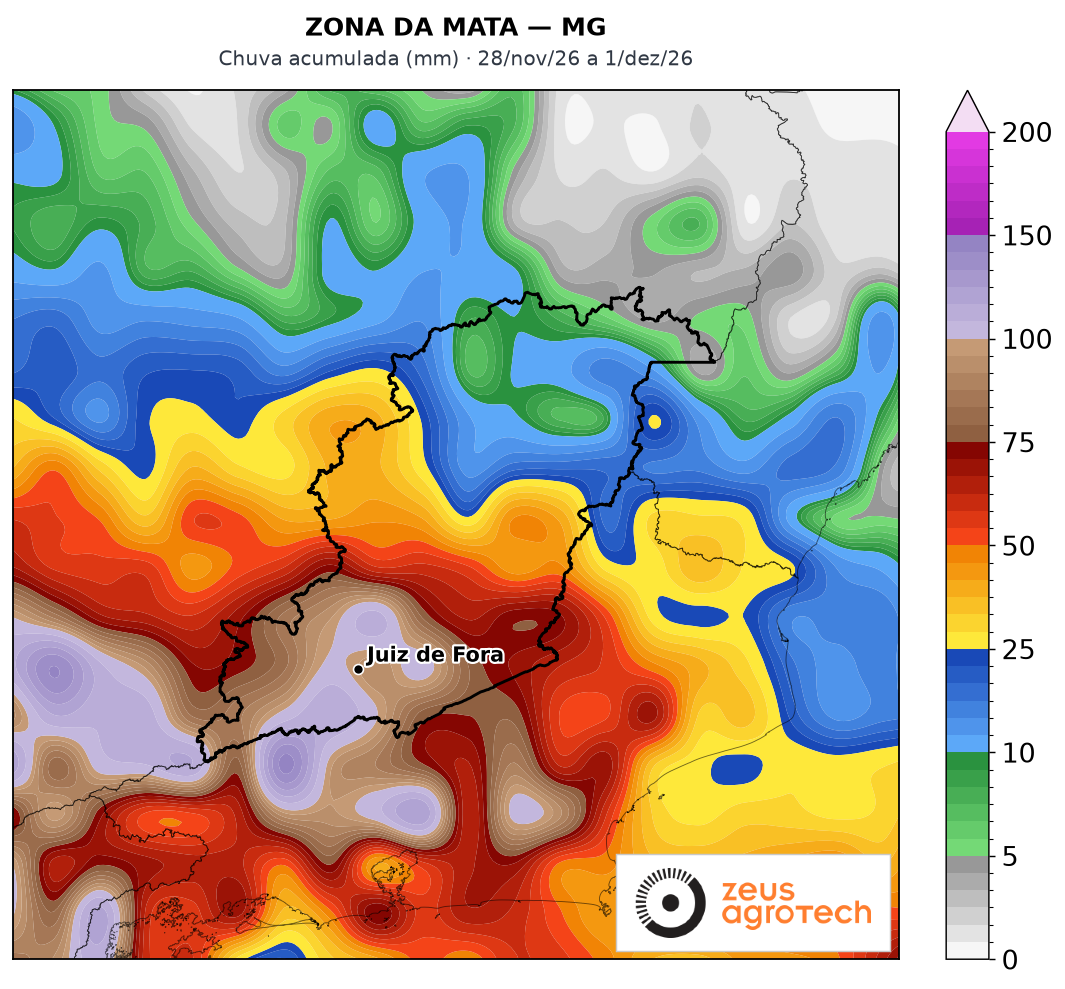 ZONA DA MATA — MG
Chuva acumulada (mm) · 28/nov/26 a 1/dez/26
Juiz de Fora
200
150
100
75
50
25
10
5
0
zeus
agrotech